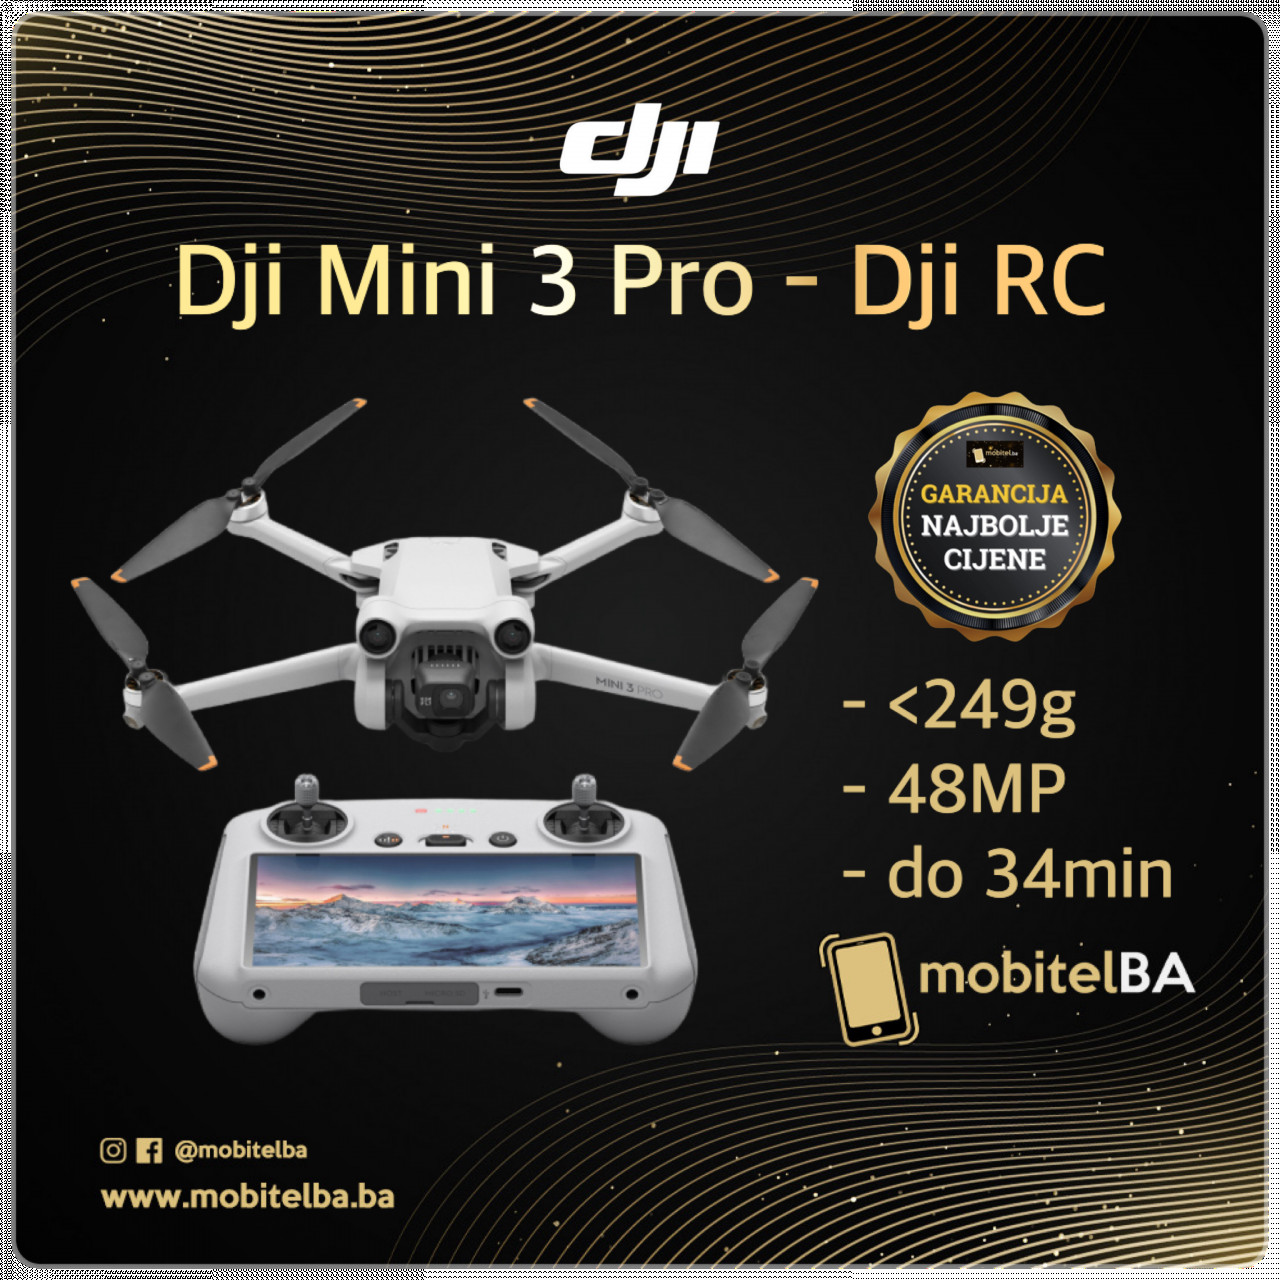 dji
Dji Mini 3 Pro - Dji RC
mobitel.ba
GARANCIJA
NAJBOLJE
CIJENE
MINI 3 PRO
- <249g
- 48MP
- do 34min
mobitelBA
@mobitelba
www.mobitelba.ba